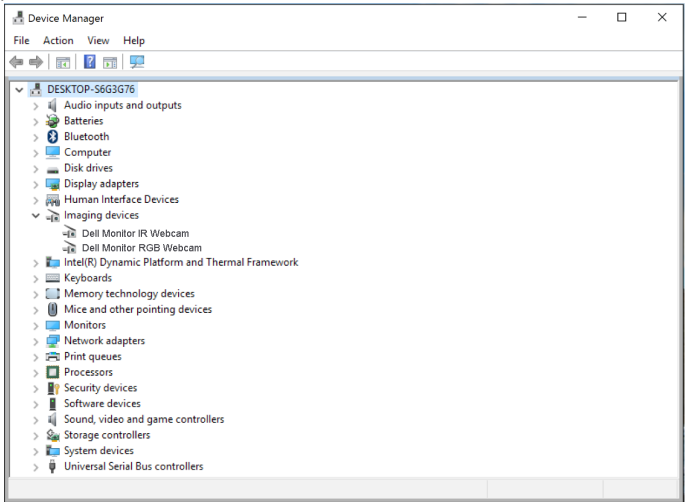 Device Manager
File Action View Help
DESKTOP-S6G3G76
Audio inputs and outputs
Batteries
Bluetooth
Computer
Disk drives
Display adapters
Human Interface Devices
Imaging devices
Dell Monitor IR Webcam
Dell Monitor RGB Webcam
Intel(R) Dynamic Platform and Thermal Framework
Keyboards
Memory technology devices
Mice and other pointing devices
Monitors
Network adapters
Print queues
Processors
Security devices
Software devices
Sound, video and game controllers
Storage controllers
System devices
Universal Serial Bus controllers